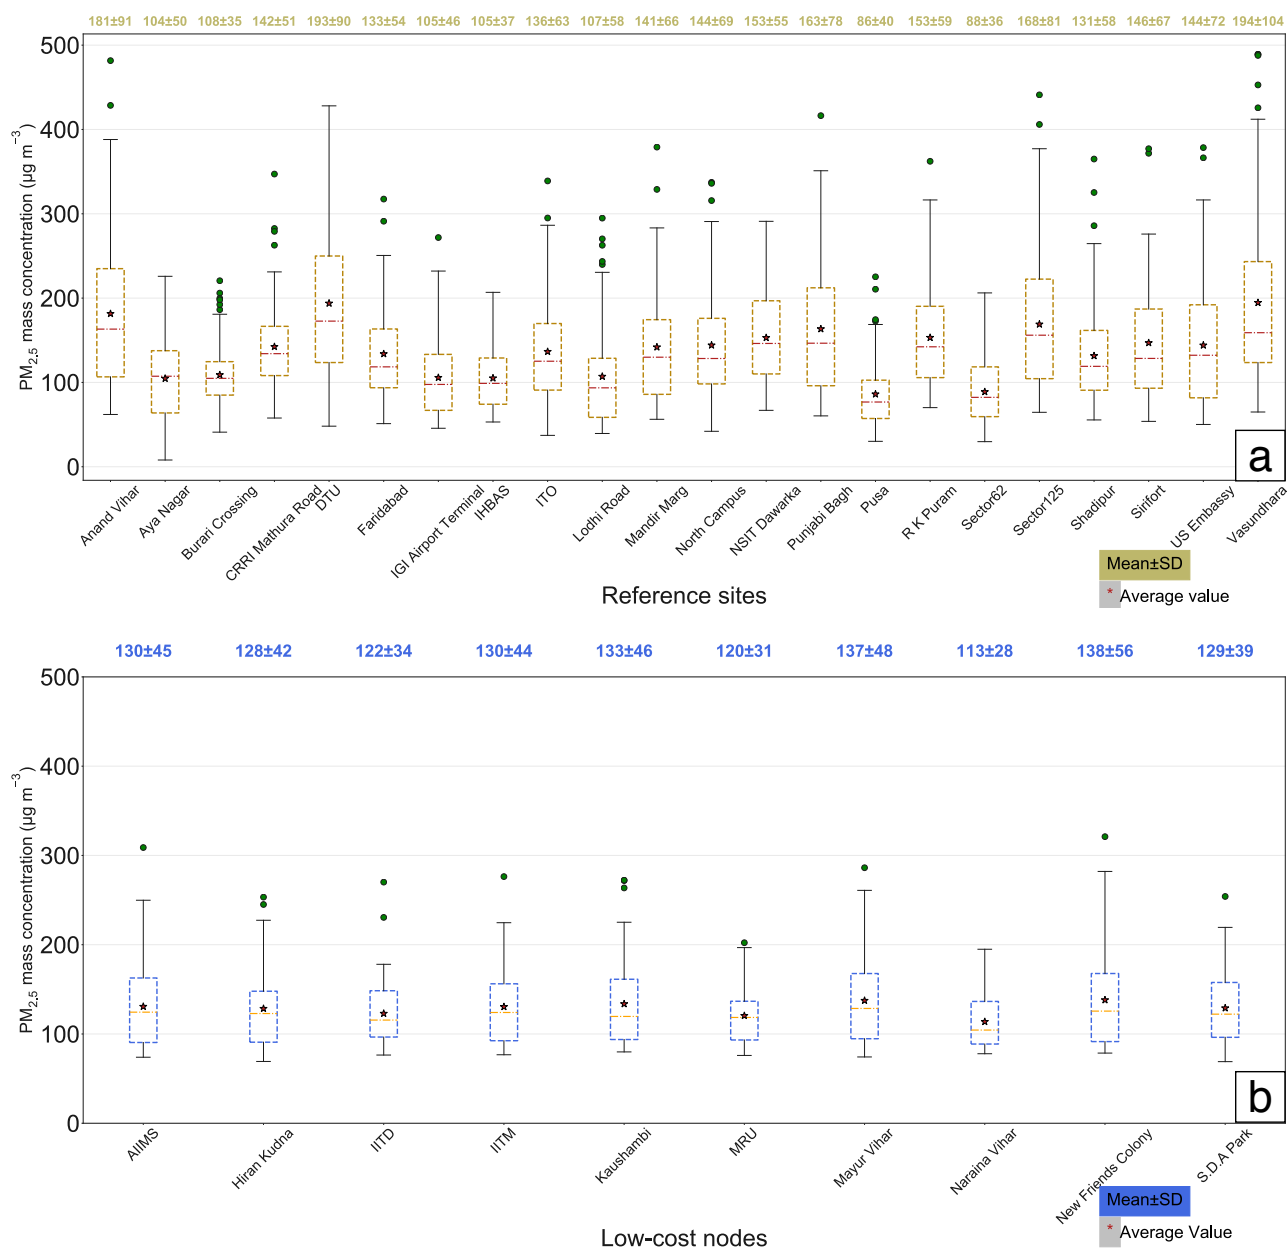 181±91 104±50 108±35 142±51 193±90 133±54 105±46 105±37 136±63 107±58 141±66 144±69 153±55 163±78 86±40 153±59 88±36 168±81 131±58 146±67 144±72 194±104
500
400
300
200
100
0
PM2.5 mass concentration (μg m−3)
a
Anand Vihar Aya Nagar Burari Crossing CRRI Mathura Road DTU Faridabad IGI Airport Terminal IHBAS ITO Lodhi Road Mandir Marg North Campus NSIT Dawarka Punjabi Bagh Pusa R K Puram Sector62 Sector125 Shadipur Sirifort US Embassy Vasundhara
Reference sites
Mean±SD
* Average value
130±45 128±42 122±34 130±44 133±46 120±31 137±48 113±28 138±56 129±39
500
400
300
200
100
0
PM2.5 mass concentration (μg m−3)
b
AIIMS Hiran Kudna IITD IITM Kaushambi MRU Mayur Vihar Naraina Vihar New Friends Colony S.D.A Park
Low-cost nodes
Mean±SD
* Average Value